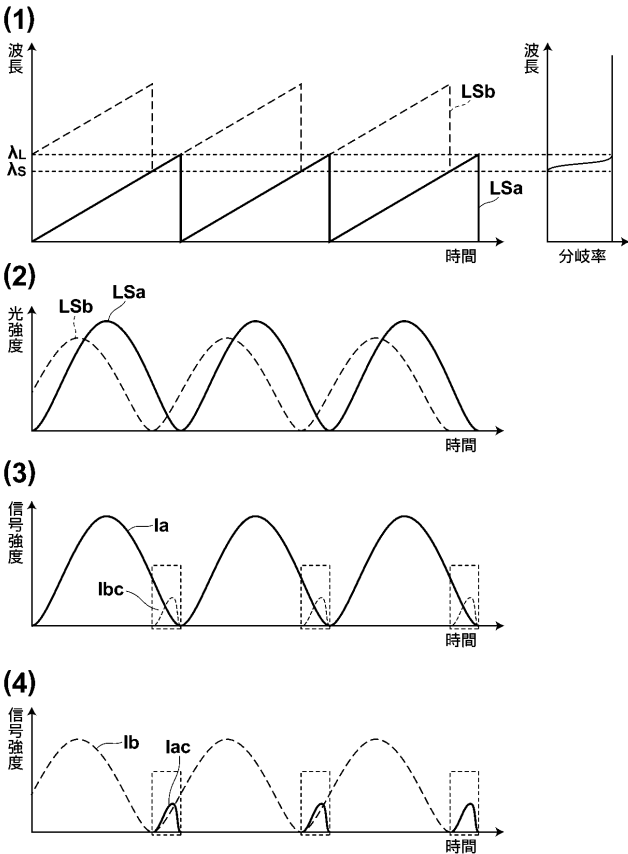 (1)
波長
λL
λS
LSb
LSa
時間
波長
分岐率
(2)
光強度
LSb
LSa
時間
(3)
信号強度
Ia
Ibc
時間
(4)
信号強度
Ib
Iac
時間